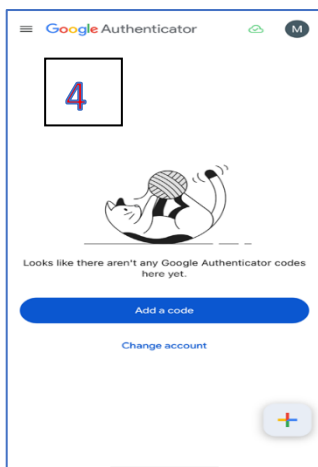 Google Authenticator
M
4
Looks like there aren't any Google Authenticator codes
here yet.
Add a code
Change account